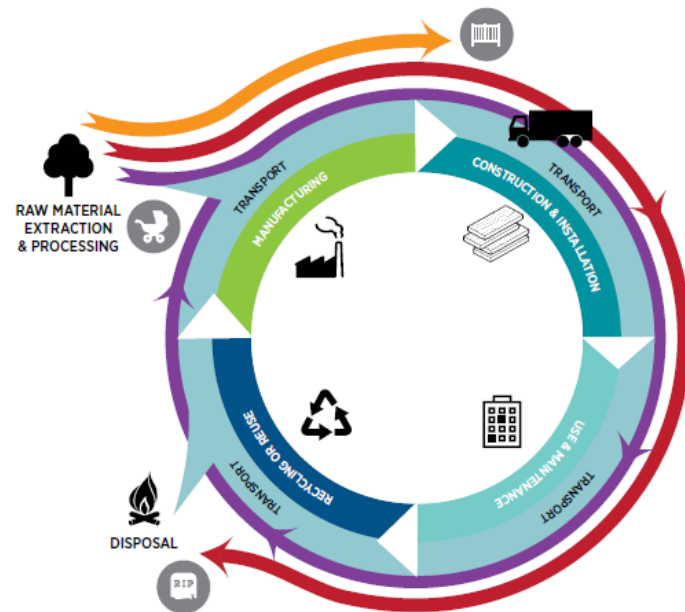 TRANSPORT
MANUFACTURING
CONSTRUCTION & INSTALLATION
TRANSPORT
RAW MATERIAL
EXTRACTION
& PROCESSING
RECYCLING OR REUSE
TRANSPORT
USE & MAINTENANCE
TRANSPORT
DISPOSAL
RIP